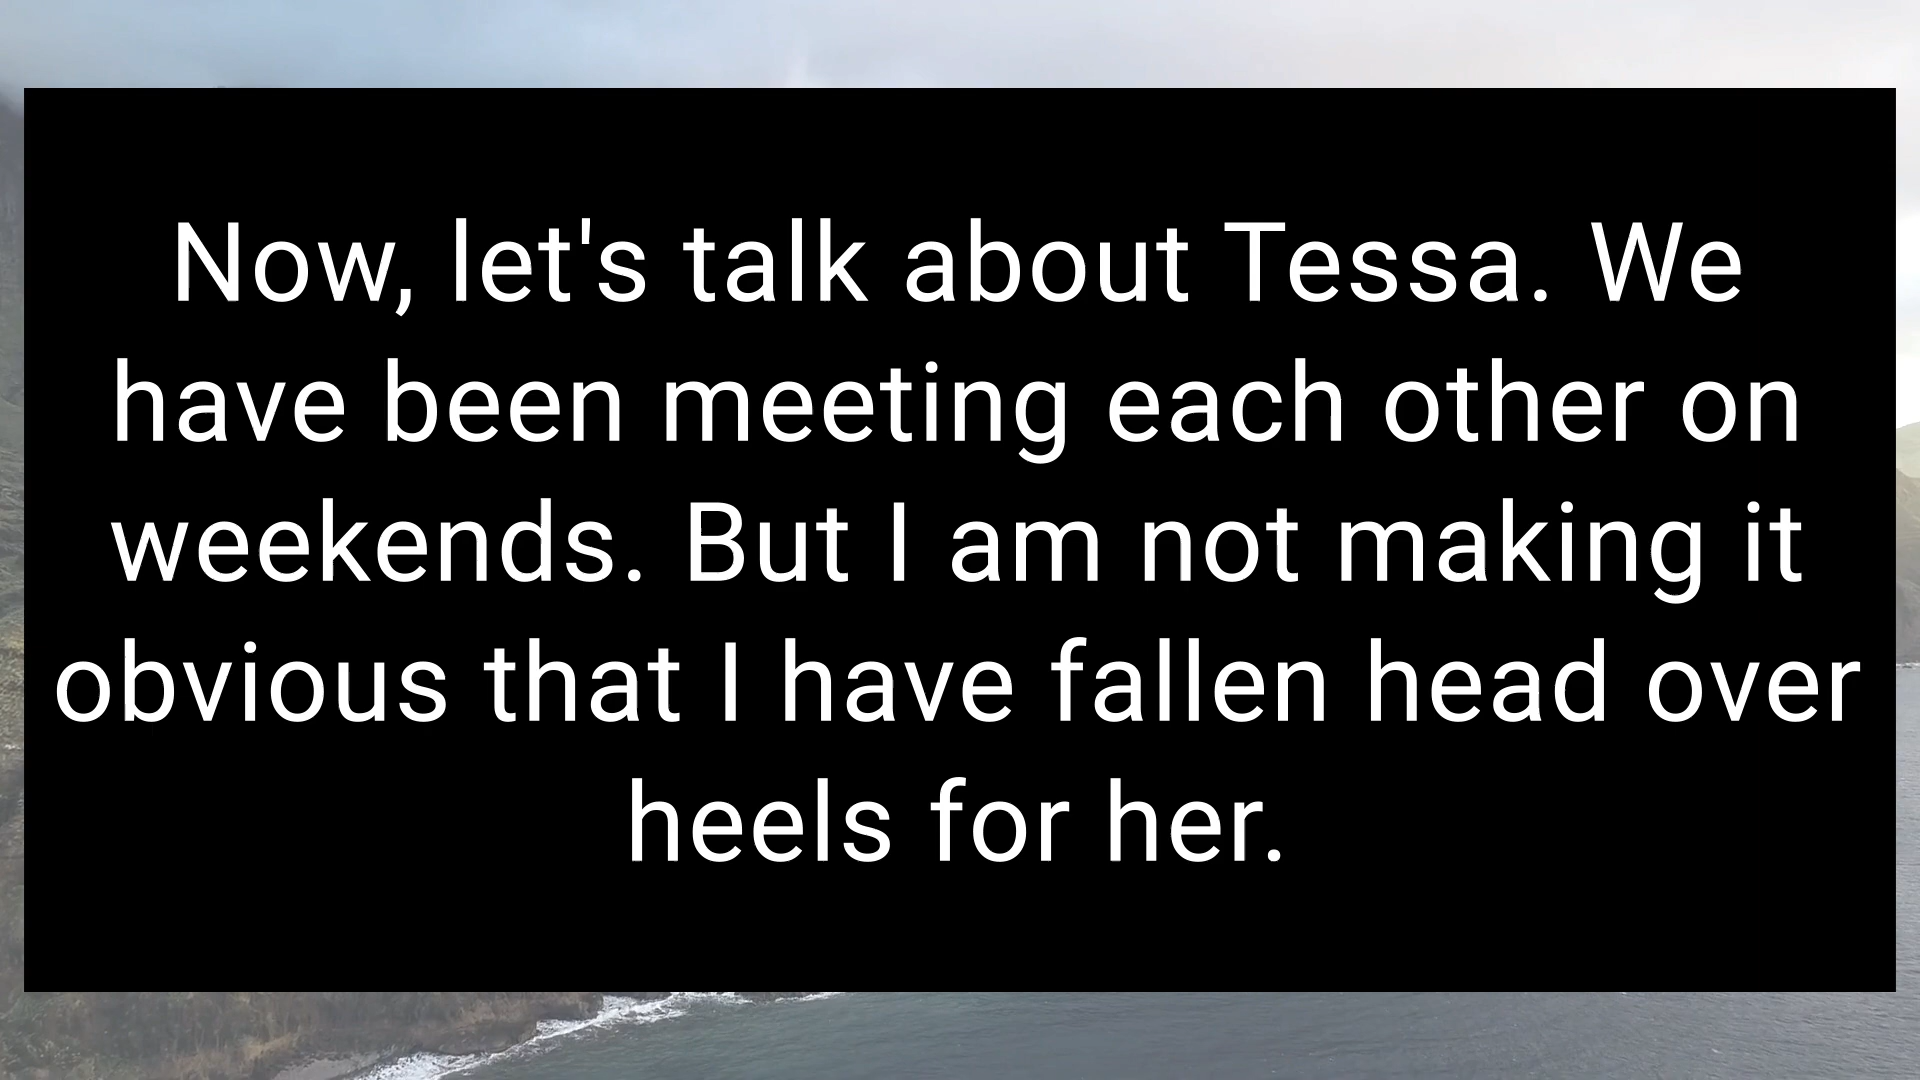 Now, let's talk about Tessa. We
have been meeting each other on
weekends. But I am not making it
obvious that I have fallen head over
heels for her.